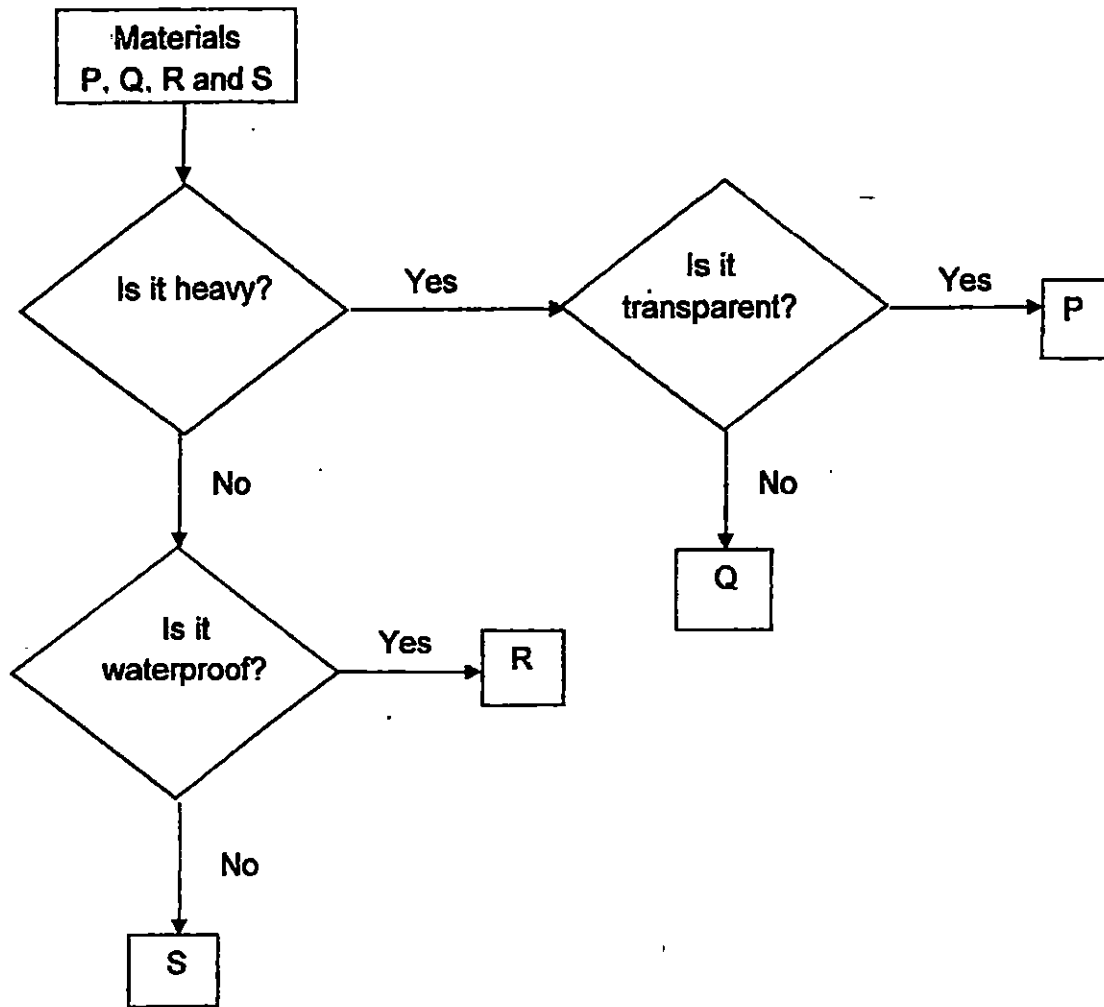 Materials
P, Q, R and S
Is it heavy?
Yes
Is it
transparent?
Yes
P
No
No
Q
Is it
waterproof?
Yes
R
No
S